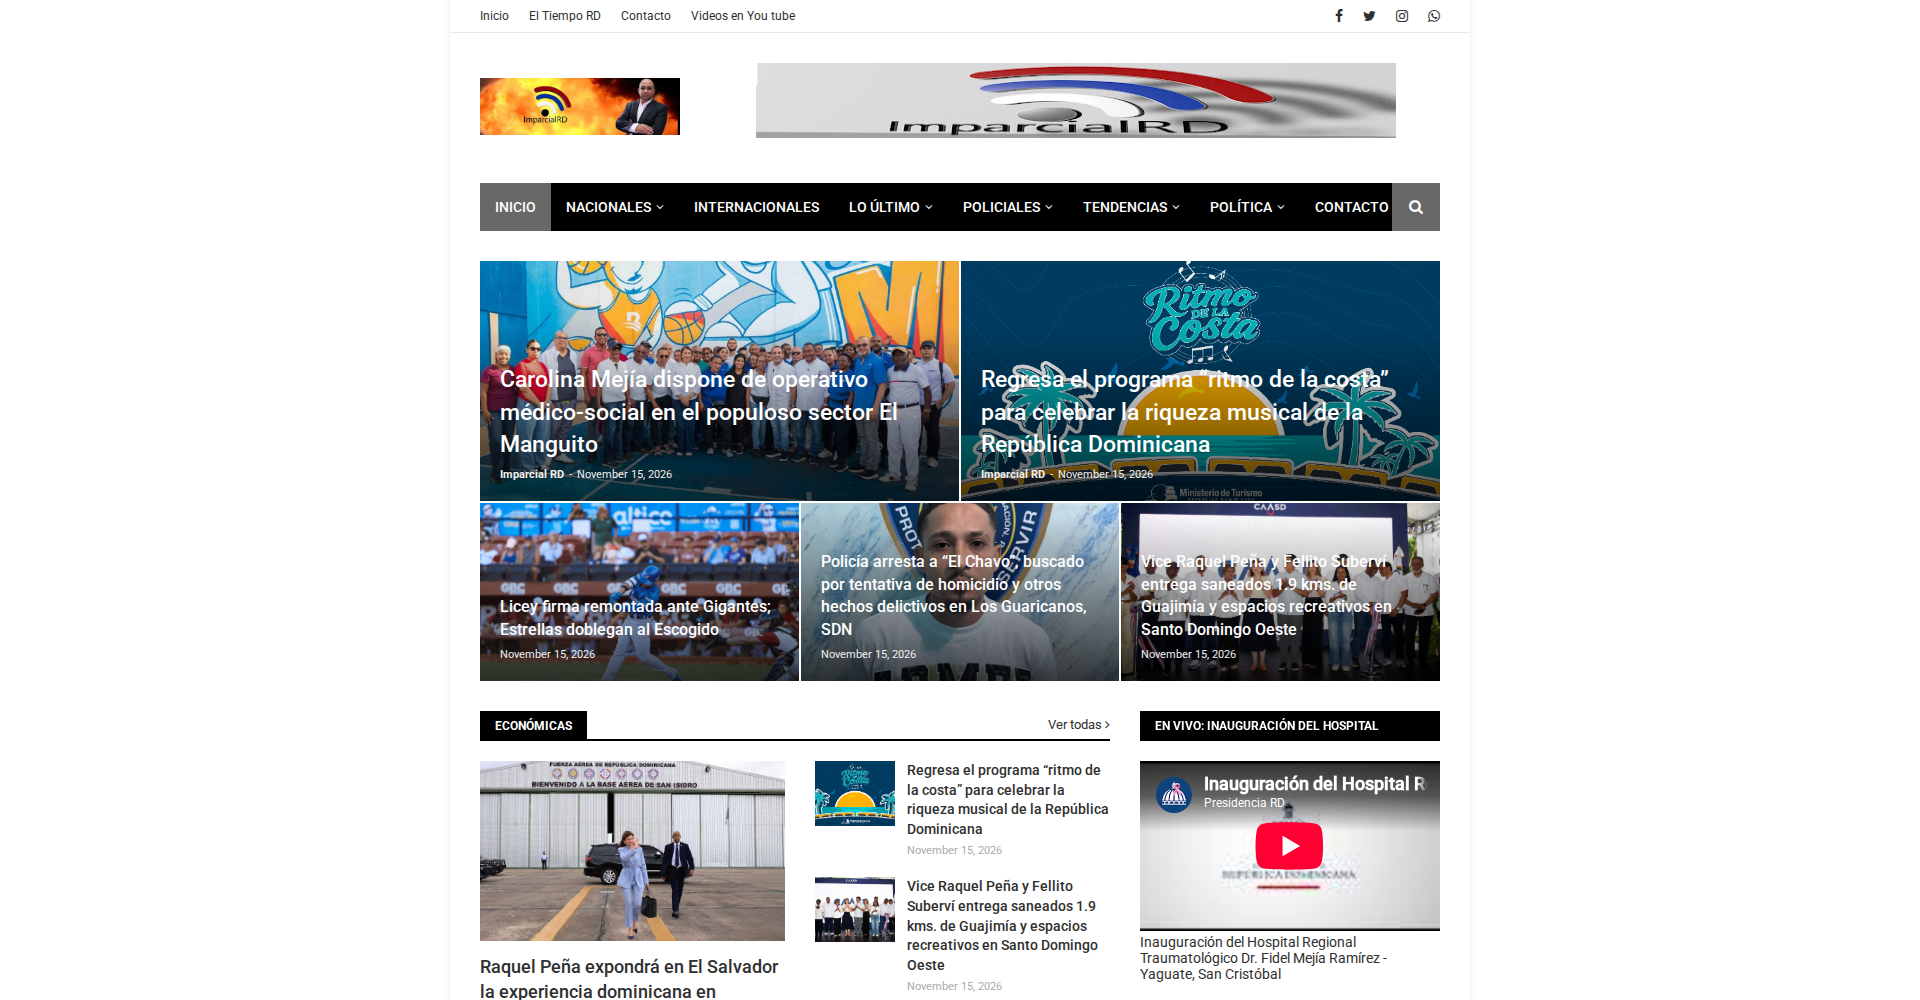 Inicio El Tiempo RD Contacto Videos en You tube
ImparcialRD
ImparcialRD
INICIO NACIONALES INTERNACIONALES LO ÚLTIMO POLICIALES TENDENCIAS POLÍTICA CONTACTO
Carolina Mejía dispone de operativo
médico-social en el populoso sector El
Manguito
Imparcial RD - November 15, 2026
Ritmo
DE LA
Costa
Regresa el programa “ritmo de la costa”
para celebrar la riqueza musical de la
República Dominicana
Imparcial RD - November 15, 2026
Ministerio de Turismo
altice
GBC GBC GBC
Licey firma remontada ante Gigantes;
Estrellas doblegan al Escogido
November 15, 2026
SERVIR
Policía arresta a “El Chavo”, buscado
por tentativa de homicidio y otros
hechos delictivos en Los Guaricanos,
SDN
November 15, 2026
CAASD
Vice Raquel Peña y Fellito Suberví
entrega saneados 1.9 kms. de
Guajimía y espacios recreativos en
Santo Domingo Oeste
November 15, 2026
ECONÓMICAS
Ver todas
FUERZA AÉREA DE REPÚBLICA DOMINICANA
BIENVENIDO A LA BASE AÉREA DE SAN ISIDRO
Raquel Peña expondrá en El Salvador
la experiencia dominicana en
Regresa el programa “ritmo de
la costa” para celebrar la
riqueza musical de la República
Dominicana
November 15, 2026
Vice Raquel Peña y Fellito
Suberví entrega saneados 1.9
kms. de Guajimía y espacios
recreativos en Santo Domingo
Oeste
November 15, 2026
EN VIVO: INAUGURACIÓN DEL HOSPITAL
Inauguración del Hospital R
Presidencia RD
REPÚBLICA DOMINICANA
Inauguración del Hospital Regional
Traumatológico Dr. Fidel Mejía Ramírez -
Yaguate, San Cristóbal